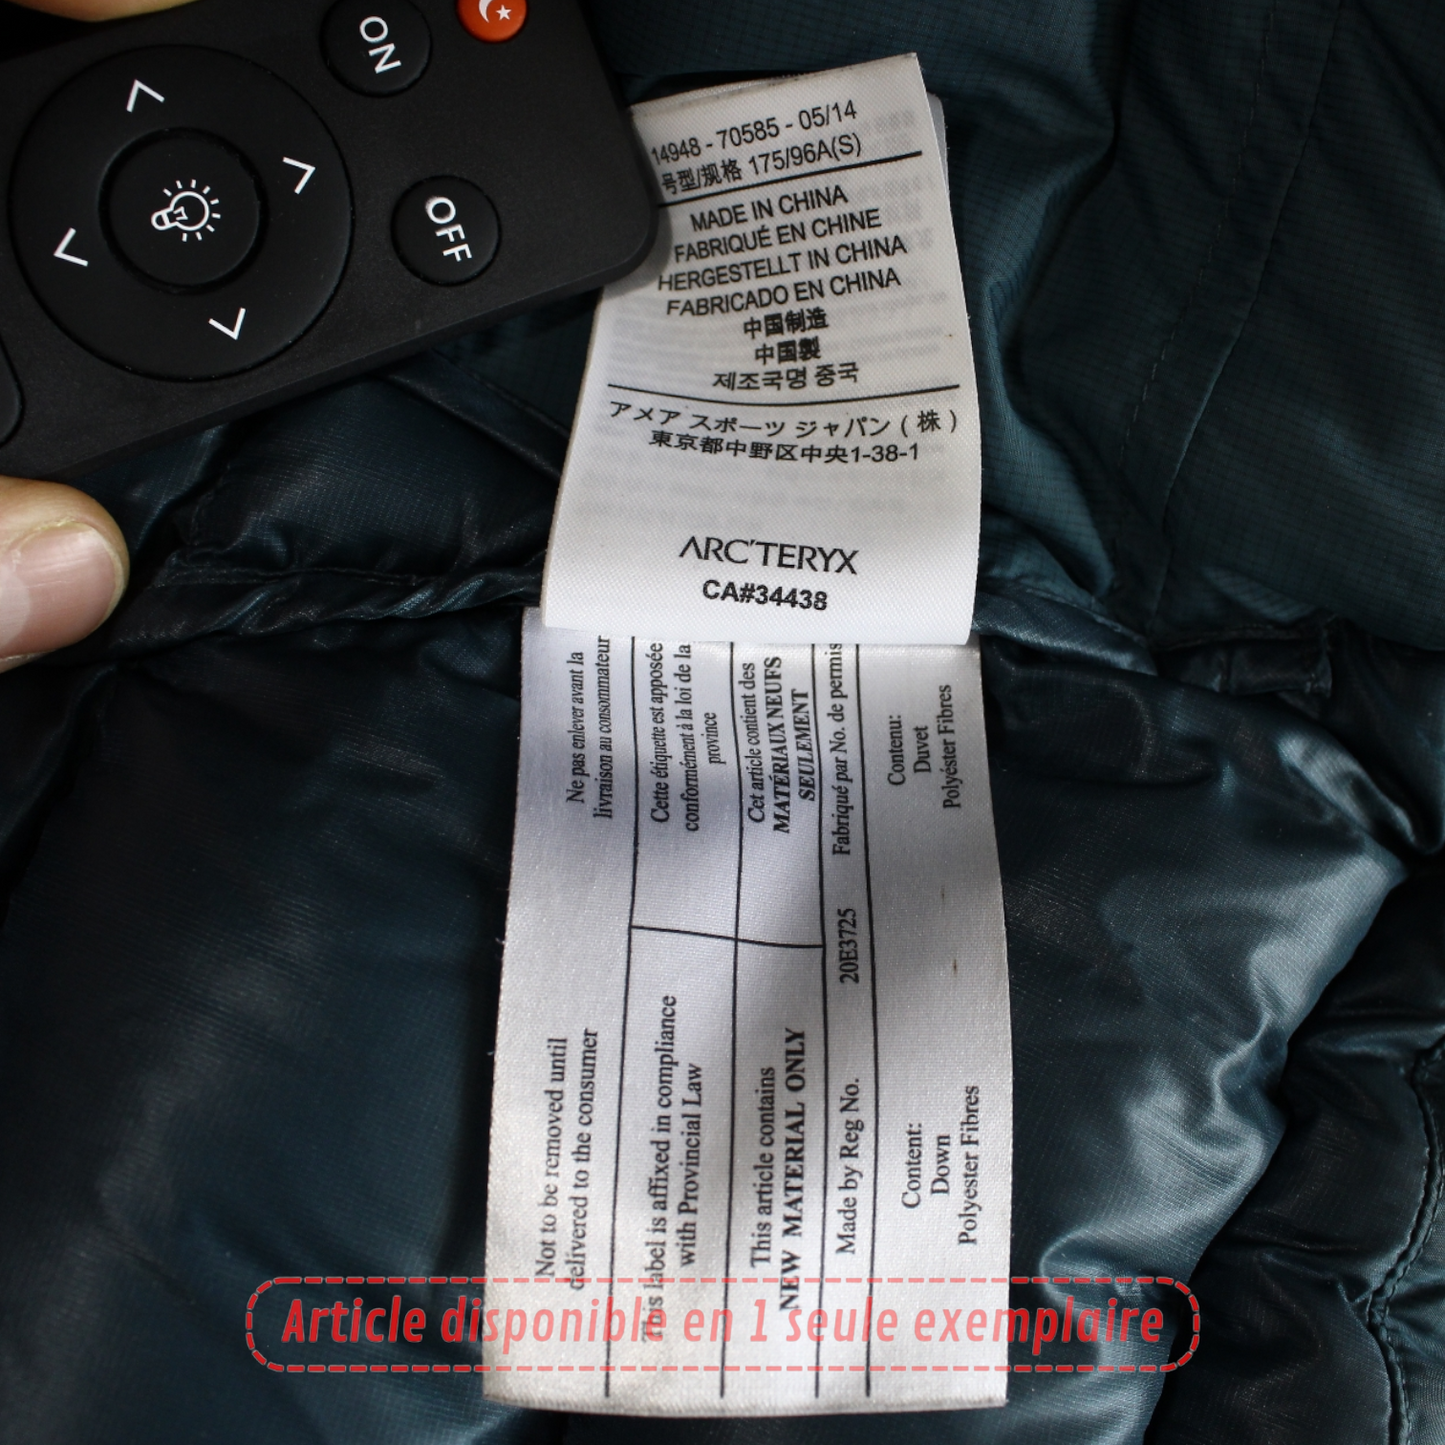 ON
OFF
14948 - 70585 - 05/14
号型/规格 175/96A(S)
MADE IN CHINA
FABRIQUÉ EN CHINE
HERGESTELLT IN CHINA
FABRICADO EN CHINA
中国制造
中国製
제조국명 중국
アメア スポーツ ジャパン ( 株 )
東京都中野区中央1-38-1
ARC'TERYX
CA#34438
Ne pas enlever avant la
livraison au consommateur
Cette étiquette est apposée
conformément à la loi de la
province
Cet article contient des
MATÉRIAUX NEUFS
SEULEMENT
Fabriqué par No. de permis
Contenu:
Duvet
Polyéster Fibres
20E3725
Not to be removed until
delivered to the consumer
This label is affixed in compliance
with Provincial Law
This article contains
NEW MATERIAL ONLY
Made by Reg No.
Content:
Down
Polyester Fibres
Article disponible en 1 seule exemplaire